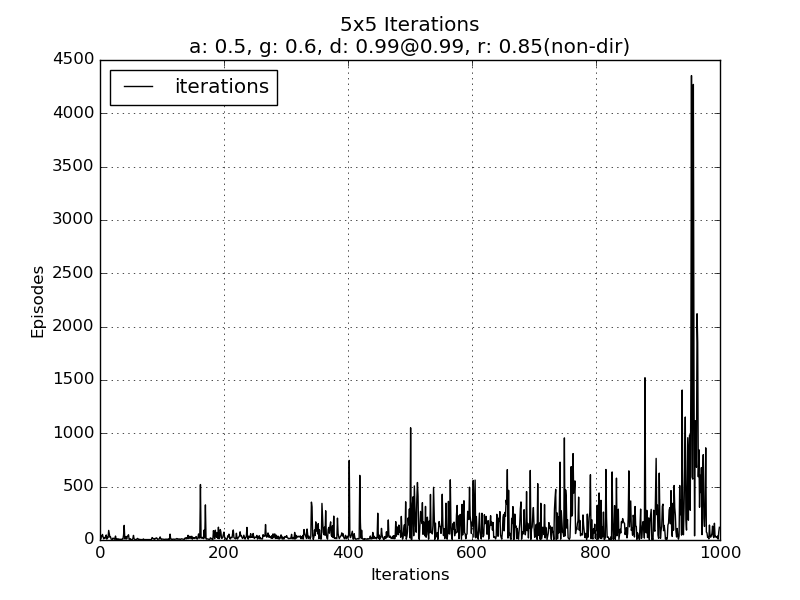 5x5 Iterations
a: 0.5, g: 0.6, d: 0.99@0.99, r: 0.85(non-dir)
iterations
4500
4000
3500
3000
2500
2000
1500
1000
500
0
Episodes
0 200 400 600 800 1000
Iterations